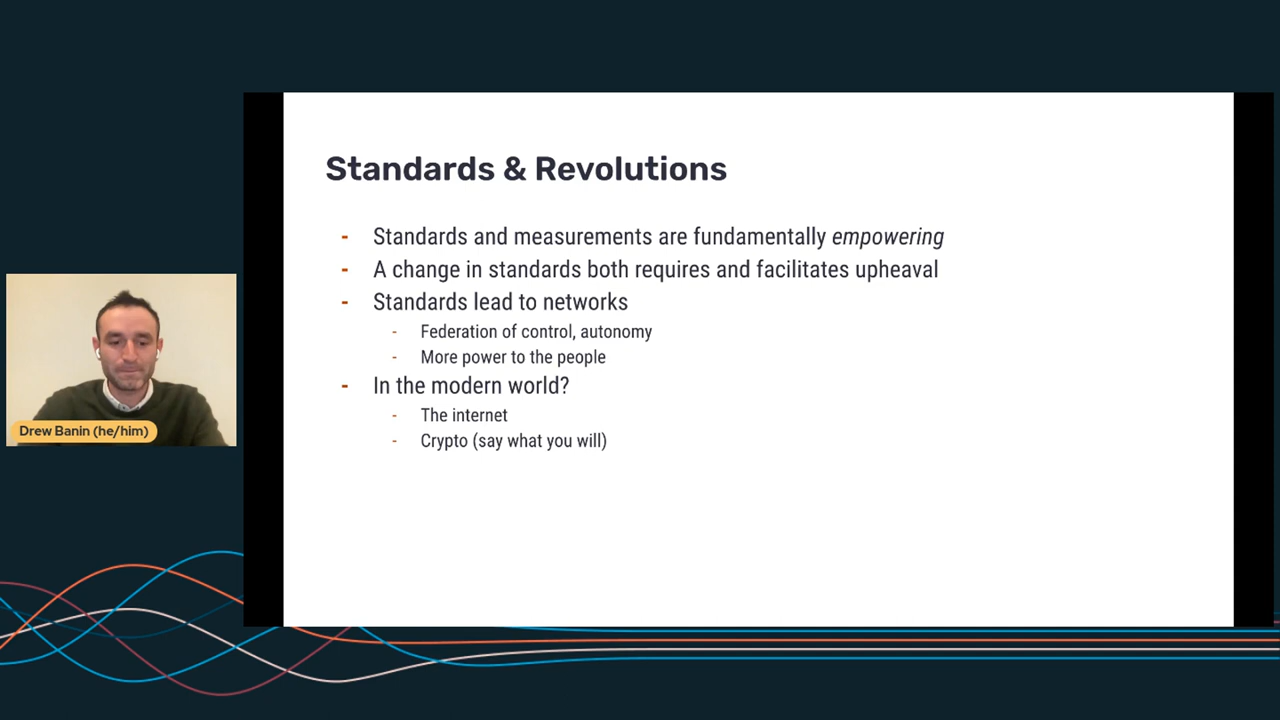 Standards & Revolutions
- Standards and measurements are fundamentally empowering
- A change in standards both requires and facilitates upheaval
- Standards lead to networks
- Federation of control, autonomy
- More power to the people
- In the modern world?
- The internet
- Crypto (say what you will)
Drew Banin (he/him)